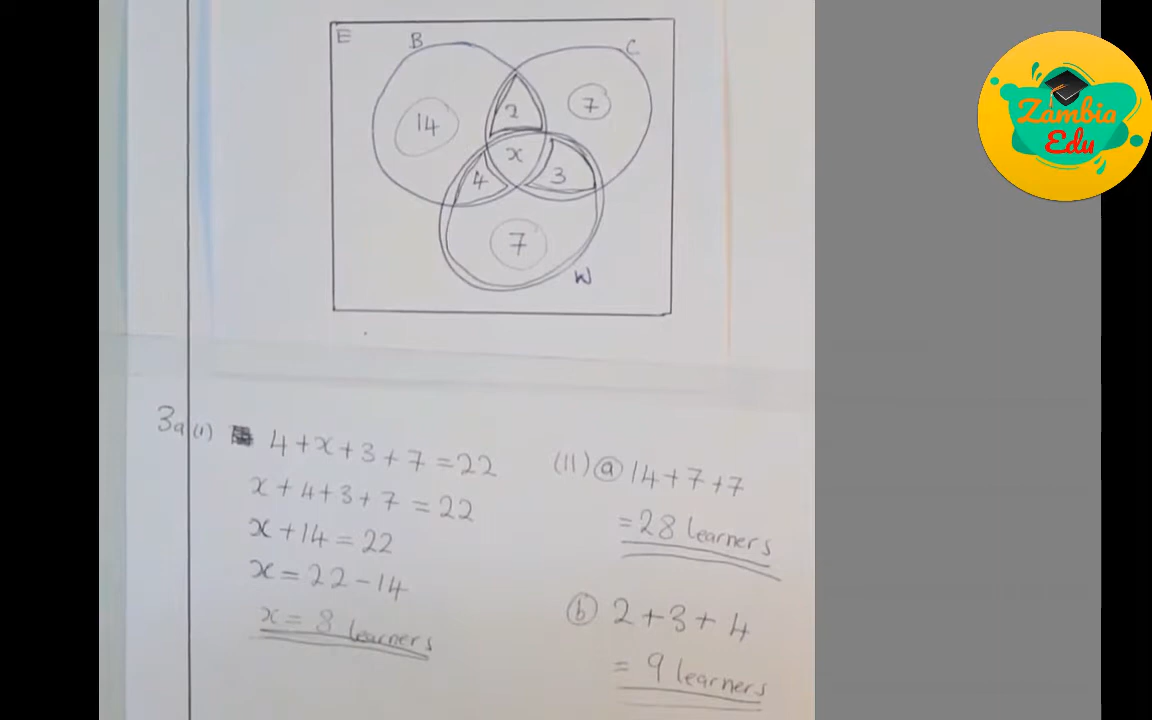 E
B
C
14
2
7
x
4
3
7
W
3a(i)
4+x+3+7=22
x+4+3+7=22
x+14=22
x=22-14
x=8 learners
(II) ⓐ 14+7+7
=28 learners
ⓑ 2+3+4
= 9 learners
Zambia
Edu